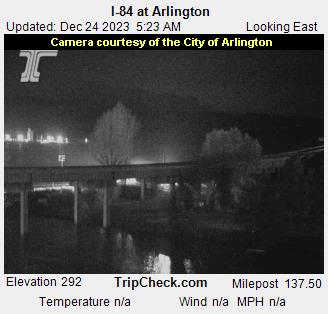 I-84 at Arlington
Updated: Dec 24 2023 5:23 AM Looking East
Camera courtesy of the City of Arlington
Elevation 292 TripCheck.com Milepost 137.50
Temperature n/a Wind n/a MPH n/a